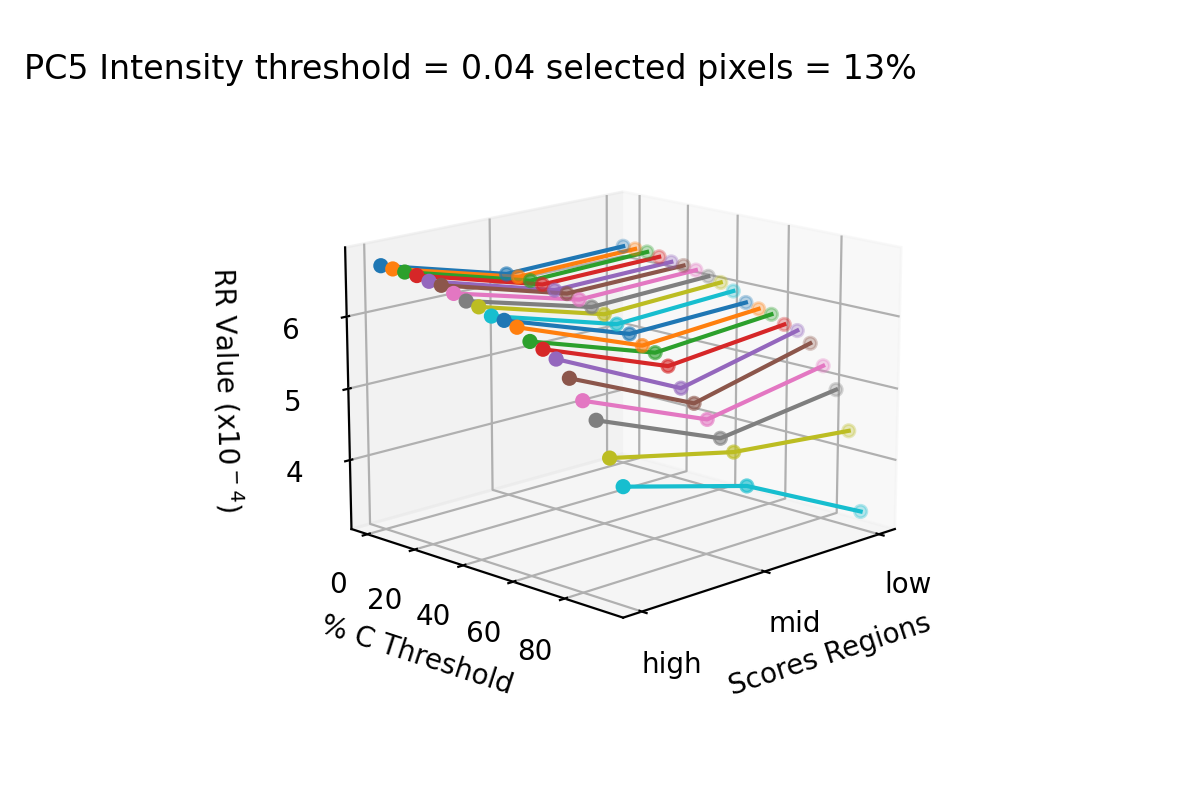 PC5 Intensity threshold = 0.04 selected pixels = 13%
RR Value (x10⁻⁴)
6
5
4
0
20
40
60
80
% C Threshold
high
mid
low
Scores Regions